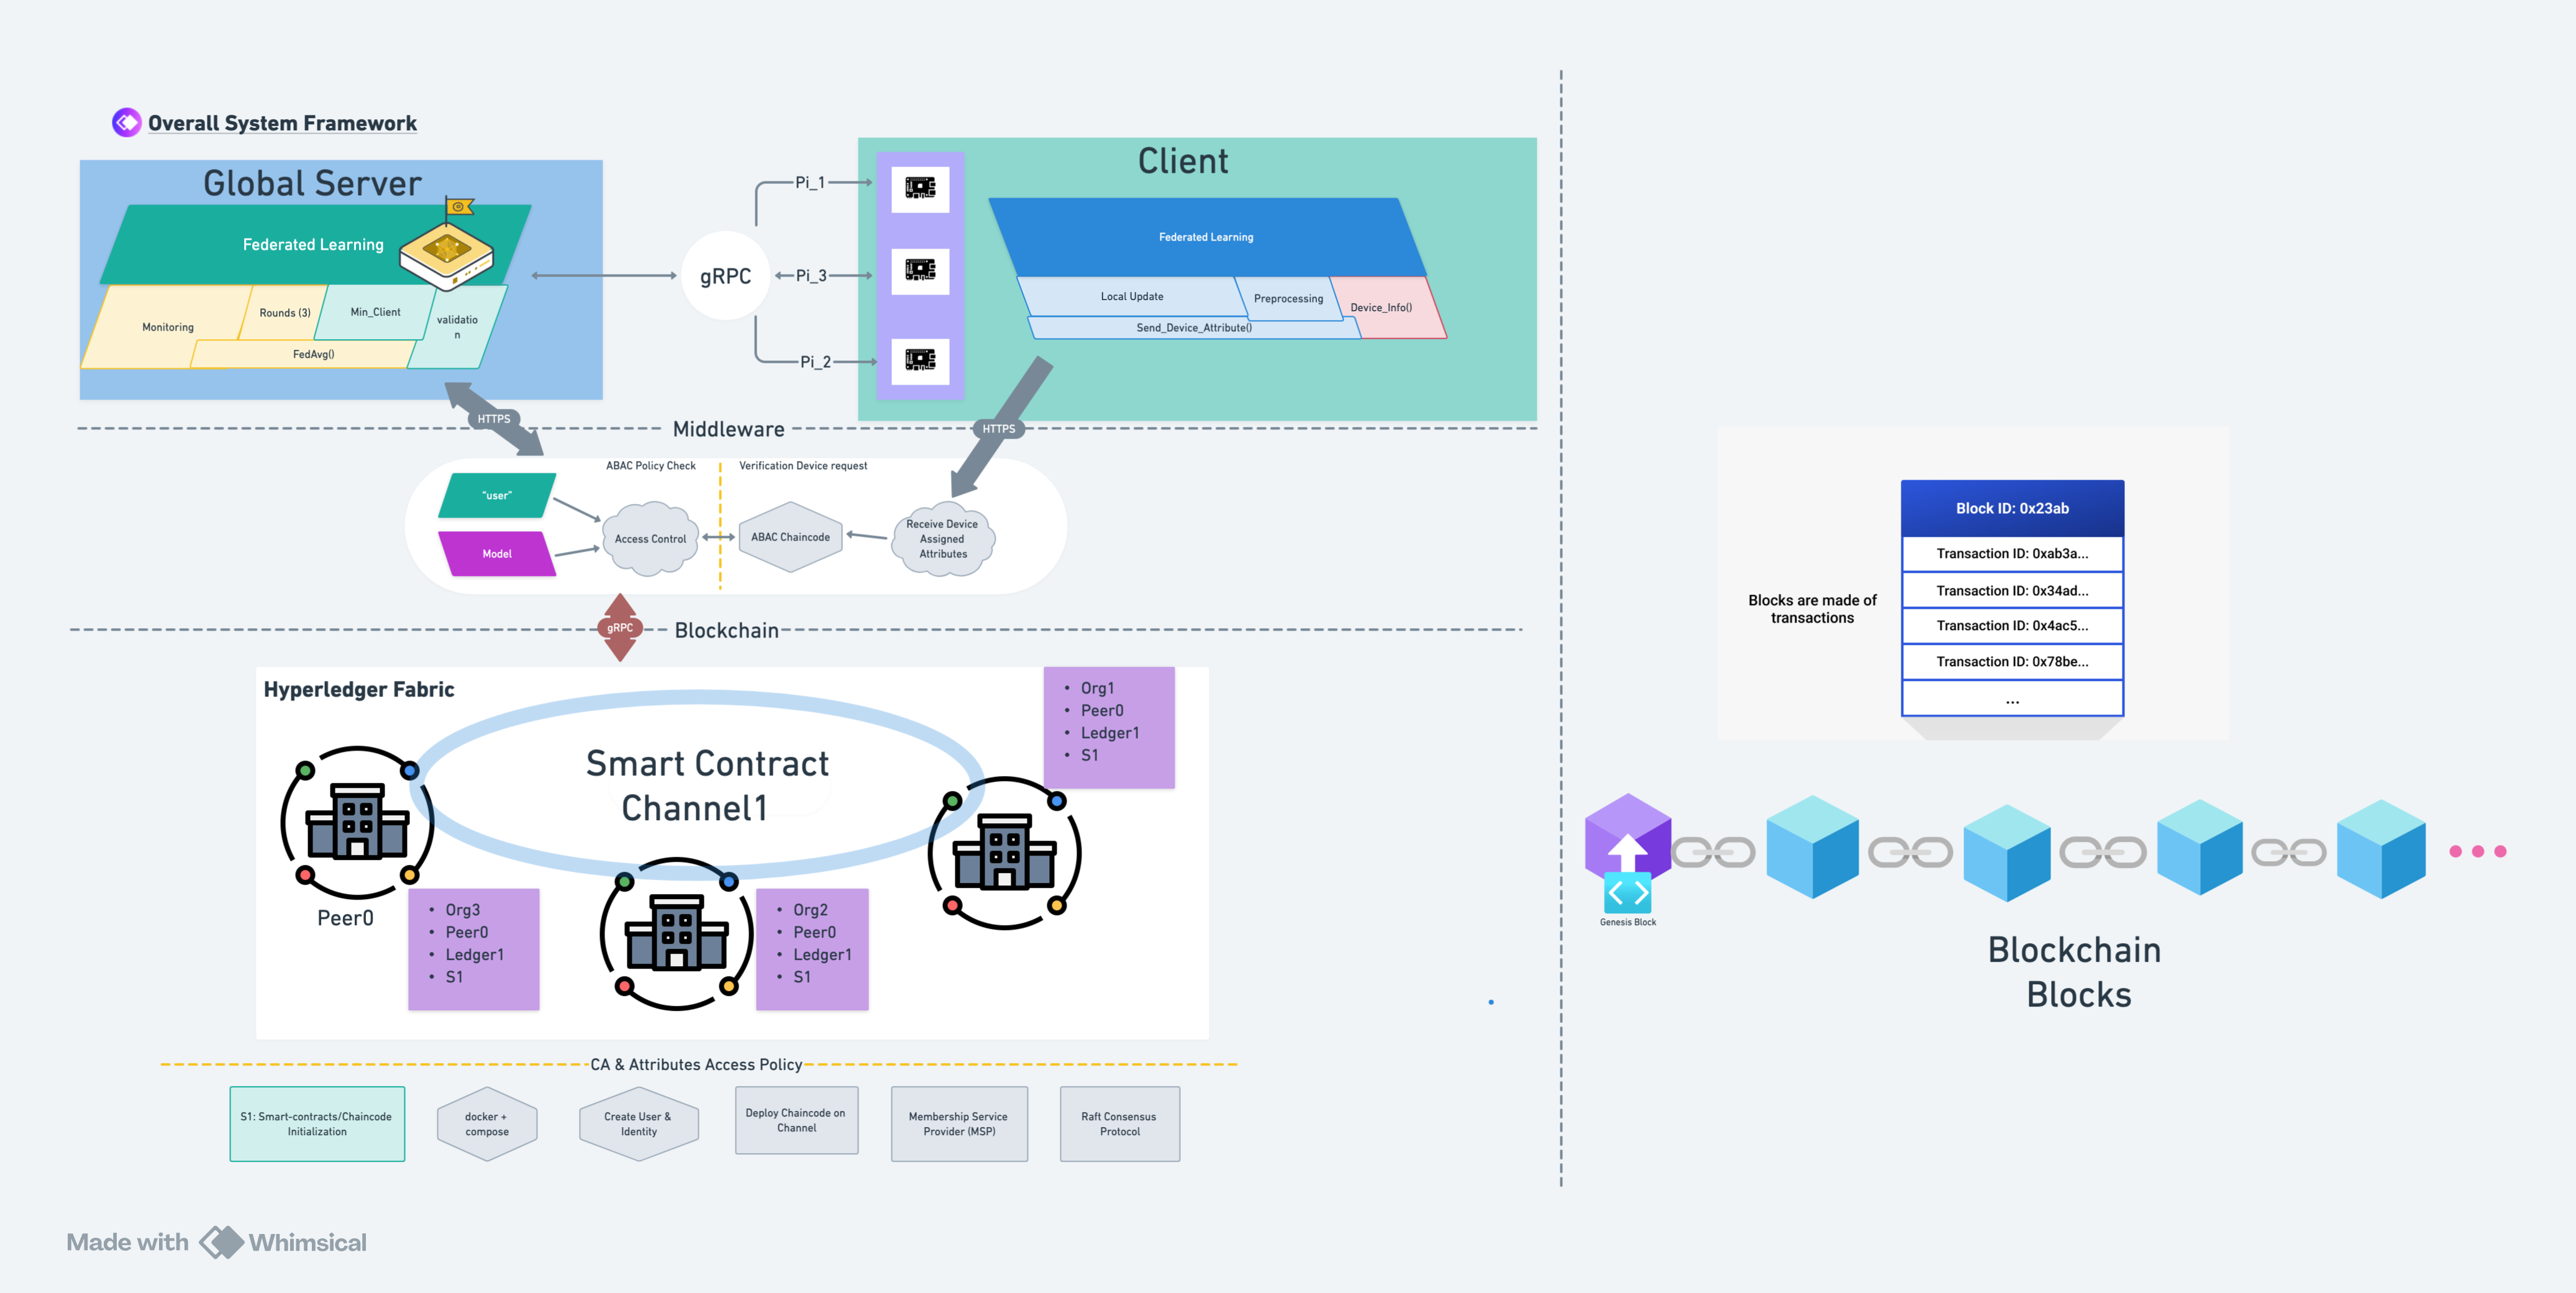 Overall System Framework
Global Server
Federated Learning
Monitoring
Rounds (3)
Min_Client
validatio
n
FedAvg()
gRPC
Pi_1
Pi_3
Pi_2
Client
Federated Learning
Local Update
Preprocessing
Device_Info()
Send_Device_Attribute()
HTTPS
Middleware
HTTPS
ABAC Policy Check
Verification Device request
"user"
Model
Access Control
ABAC Chaincode
Receive Device
Assigned
Attributes
gRPC
Blockchain
Hyperledger Fabric
Smart Contract
Channel1
• Org1
• Peer0
• Ledger1
• S1
Peer0
• Org3
• Peer0
• Ledger1
• S1
• Org2
• Peer0
• Ledger1
• S1
CA & Attributes Access Policy
S1: Smart-contracts/Chaincode
Initialization
docker +
compose
Create User &
Identity
Deploy Chaincode on
Channel
Membership Service
Provider (MSP)
Raft Consensus
Protocol
Blocks are made of
transactions
Block ID: 0x23ab
Transaction ID: 0xab3a...
Transaction ID: 0x34ad...
Transaction ID: 0x4ac5...
Transaction ID: 0x78be...
...
Genesis Block
Blockchain
Blocks
Made with Whimsical